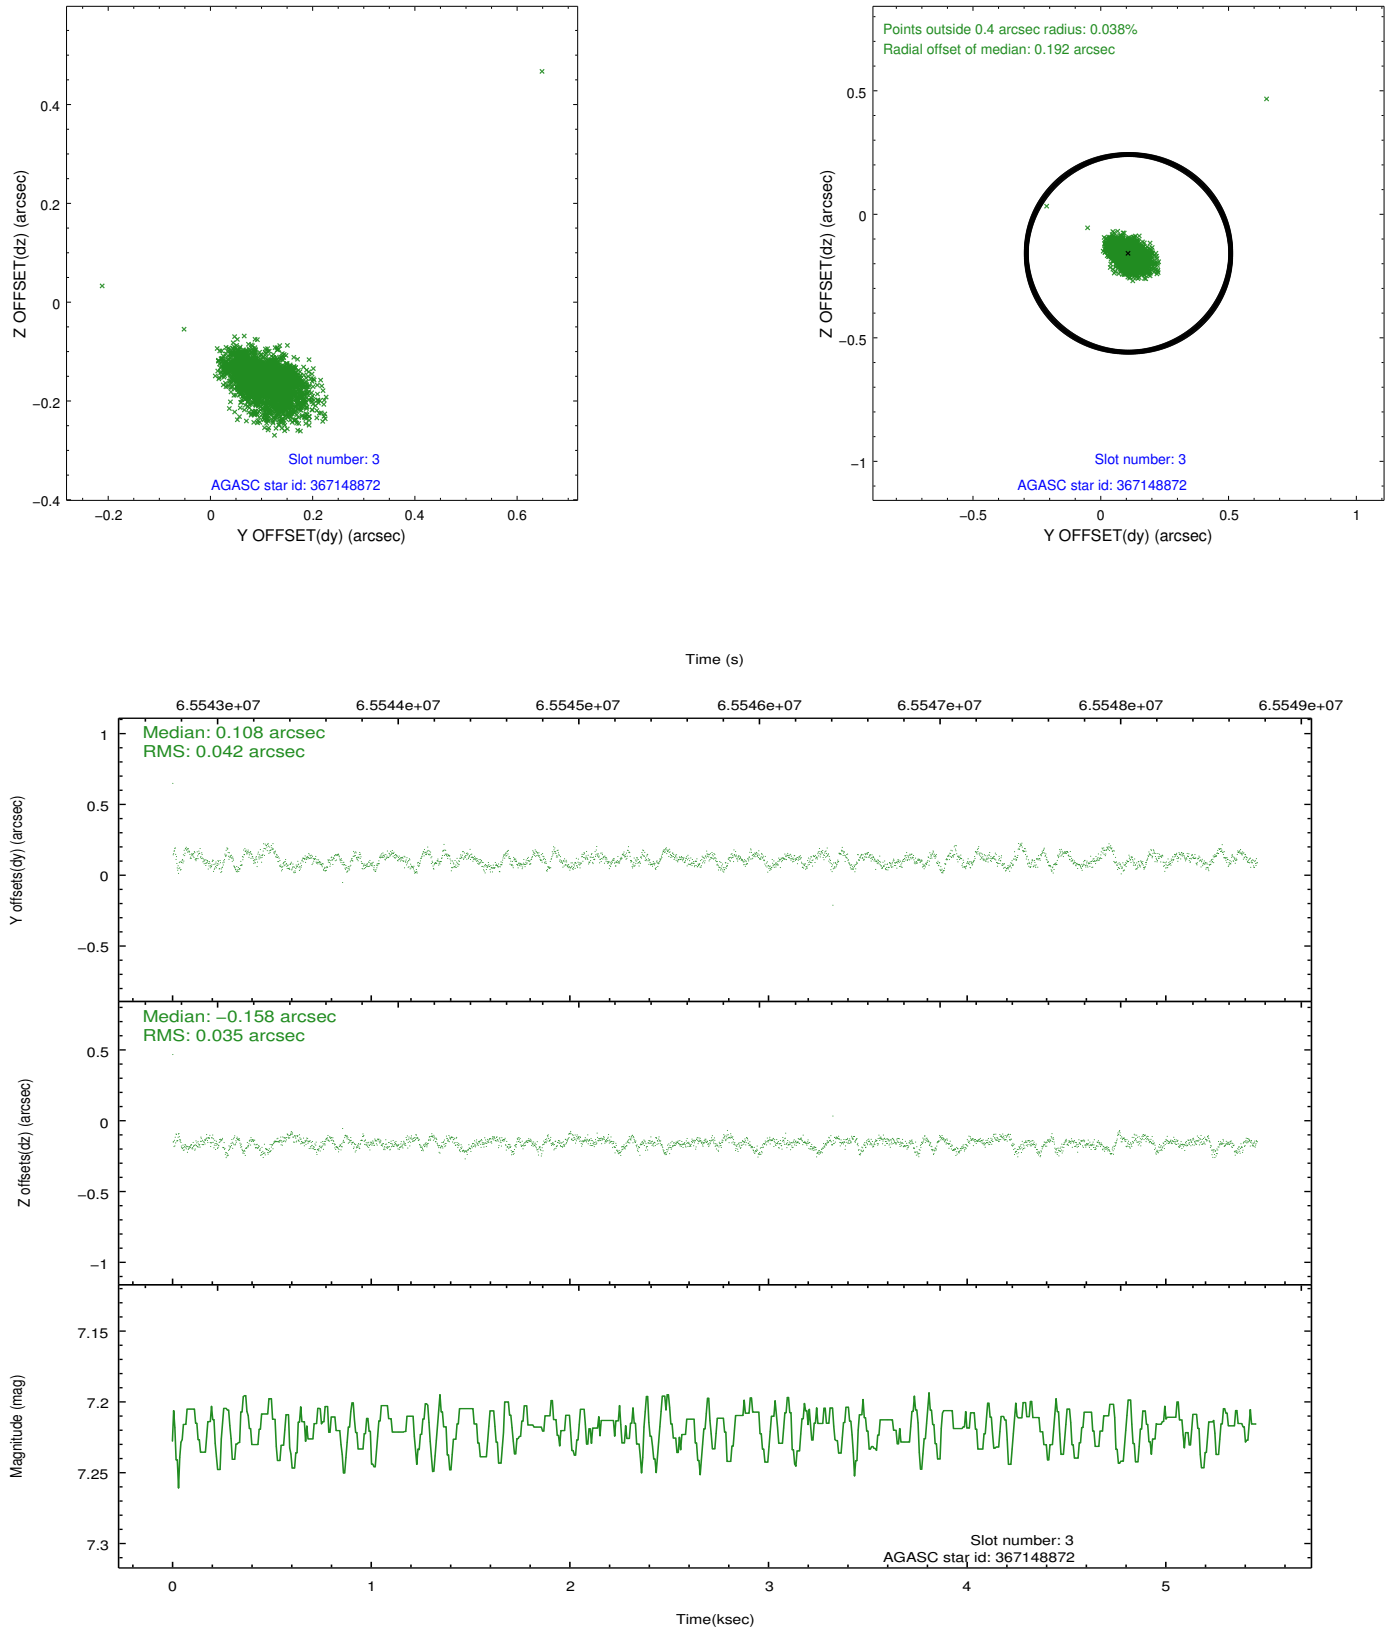 0.4
0.2
0
−0.2
−0.4
Z OFFSET(dz) (arcsec)
−0.2 0 0.2 0.4 0.6
Y OFFSET(dy) (arcsec)
Slot number: 3
AGASC star id: 367148872
Points outside 0.4 arcsec radius: 0.038%
Radial offset of median: 0.192 arcsec
0.5
0
−0.5
−1
Z OFFSET(dz) (arcsec)
−0.5 0 0.5 1
Y OFFSET(dy) (arcsec)
Slot number: 3
AGASC star id: 367148872
Time (s)
6.5543e+07 6.5544e+07 6.5545e+07 6.5546e+07 6.5547e+07 6.5548e+07 6.5549e+07
Median: 0.108 arcsec
RMS: 0.042 arcsec
1
0.5
0
−0.5
Y offsets(dy) (arcsec)
Median: −0.158 arcsec
RMS: 0.035 arcsec
0.5
0
−0.5
−1
Z offsets(dz) (arcsec)
7.15
7.2
7.25
7.3
Magnitude (mag)
Slot number: 3
AGASC star id: 367148872
0 1 2 3 4 5
Time(ksec)